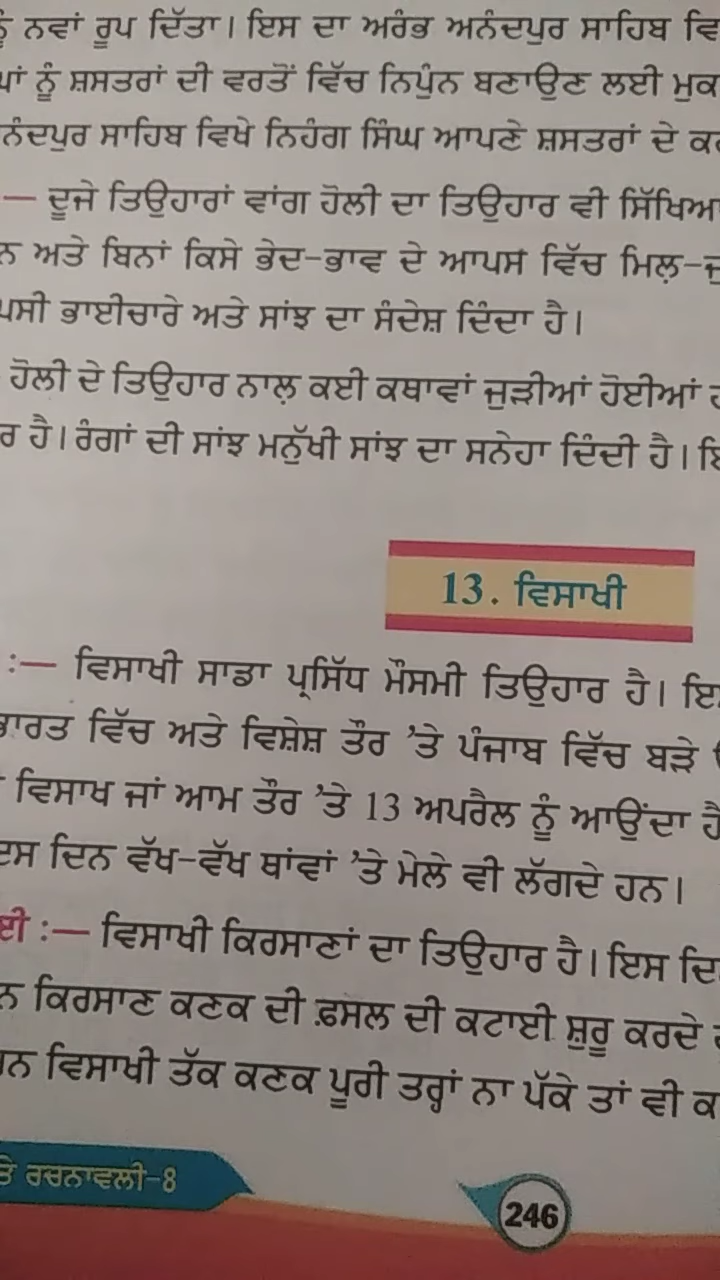 ਨਵਾਂ ਰੂਪ ਦਿੱਤਾ। ਇਸ ਦਾ ਅਰੰਭ ਅਨੰਦਪੁਰ ਸਾਹਿਬ
ਨੂੰ ਸ਼ਸਤਰਾਂ ਦੀ ਵਰਤੋਂ ਵਿੱਚ ਨਿਪੁੰਨ ਬਣਾਉਣ ਲਈ
ਸਾਹਿਬ ਵਿਖੇ ਨਿਹੰਗ ਸਿੰਘ ਆਪਣੇ ਸ਼ਸਤਰਾਂ ਦੇ
— ਦੂਜੇ ਤਿਉਹਾਰਾਂ ਵਾਂਗ ਹੋਲੀ ਦਾ ਤਿਉਹਾਰ ਵੀ
ਅਤੇ ਬਿਨਾਂ ਕਿਸੇ ਭੇਦ-ਭਾਵ ਦੇ ਆਪਸ ਵਿੱਚ
ਭਾਈਚਾਰੇ ਅਤੇ ਸਾਂਝ ਦਾ ਸੰਦੇਸ਼ ਦਿੰਦਾ ਹੈ।
ਹੋਲੀ ਦੇ ਤਿਉਹਾਰ ਨਾਲ਼ ਕਈ ਕਥਾਵਾਂ ਜੁੜੀਆਂ ਹੋਈਆਂ
ਹੈ। ਰੰਗਾਂ ਦੀ ਸਾਂਝ ਮਨੁੱਖੀ ਸਾਂਝ ਦਾ ਸਨੇਹਾ ਦਿੰਦੀ ਹੈ।
13. ਵਿਸਾਖੀ
:— ਵਿਸਾਖੀ ਸਾਡਾ ਪ੍ਰਸਿੱਧ ਮੌਸਮੀ ਤਿਉਹਾਰ ਹੈ।
ਭਾਰਤ ਵਿੱਚ ਅਤੇ ਵਿਸ਼ੇਸ਼ ਤੌਰ ’ਤੇ ਪੰਜਾਬ ਵਿੱਚ ਬੜੇ
ਵਿਸਾਖ ਜਾਂ ਆਮ ਤੌਰ ’ਤੇ 13 ਅਪਰੈਲ ਨੂੰ ਆਉਂਦਾ ਹੈ
ਇਸ ਦਿਨ ਵੱਖ-ਵੱਖ ਥਾਂਵਾਂ ’ਤੇ ਮੇਲੇ ਵੀ ਲੱਗਦੇ ਹਨ।
:— ਵਿਸਾਖੀ ਕਿਰਸਾਣਾਂ ਦਾ ਤਿਉਹਾਰ ਹੈ। ਇਸ
ਕਿਰਸਾਣ ਕਣਕ ਦੀ ਫ਼ਸਲ ਦੀ ਕਟਾਈ ਸ਼ੁਰੂ ਕਰਦੇ
ਵਿਸਾਖੀ ਤੱਕ ਕਣਕ ਪੂਰੀ ਤਰ੍ਹਾਂ ਨਾ ਪੱਕੇ ਤਾਂ ਵੀ
ਰਚਨਾਵਲੀ-8
246